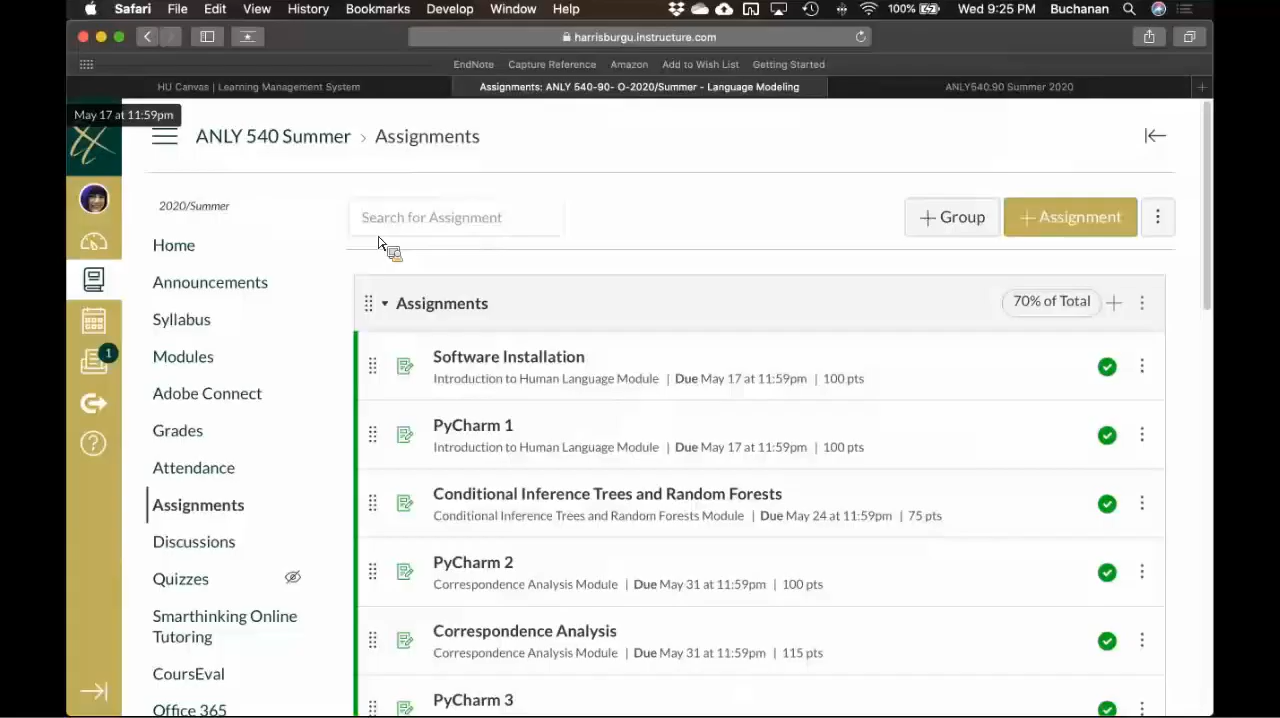 Safari File Edit View History Bookmarks Develop Window Help 100% Wed 9:25 PM Buchanan
harrisburgu.instructure.com
EndNote Capture Reference Amazon Add to Wish List Getting Started
HU Canvas | Learning Management System Assignments: ANLY 540-90- O-2020/Summer - Language Modeling ANLY540:90 Summer 2020
May 17 at 11:59pm
ANLY 540 Summer › Assignments
2020/Summer
Home
Announcements
Syllabus
Modules
Adobe Connect
Grades
Attendance
Assignments
Discussions
Quizzes
Smarthinking Online
Tutoring
CoursEval
Office 365
1
Search for Assignment
+ Group + Assignment
Assignments 70% of Total +
Software Installation
Introduction to Human Language Module | Due May 17 at 11:59pm | 100 pts
PyCharm 1
Introduction to Human Language Module | Due May 17 at 11:59pm | 100 pts
Conditional Inference Trees and Random Forests
Conditional Inference Trees and Random Forests Module | Due May 24 at 11:59pm | 75 pts
PyCharm 2
Correspondence Analysis Module | Due May 31 at 11:59pm | 100 pts
Correspondence Analysis
Correspondence Analysis Module | Due May 31 at 11:59pm | 115 pts
PyCharm 3